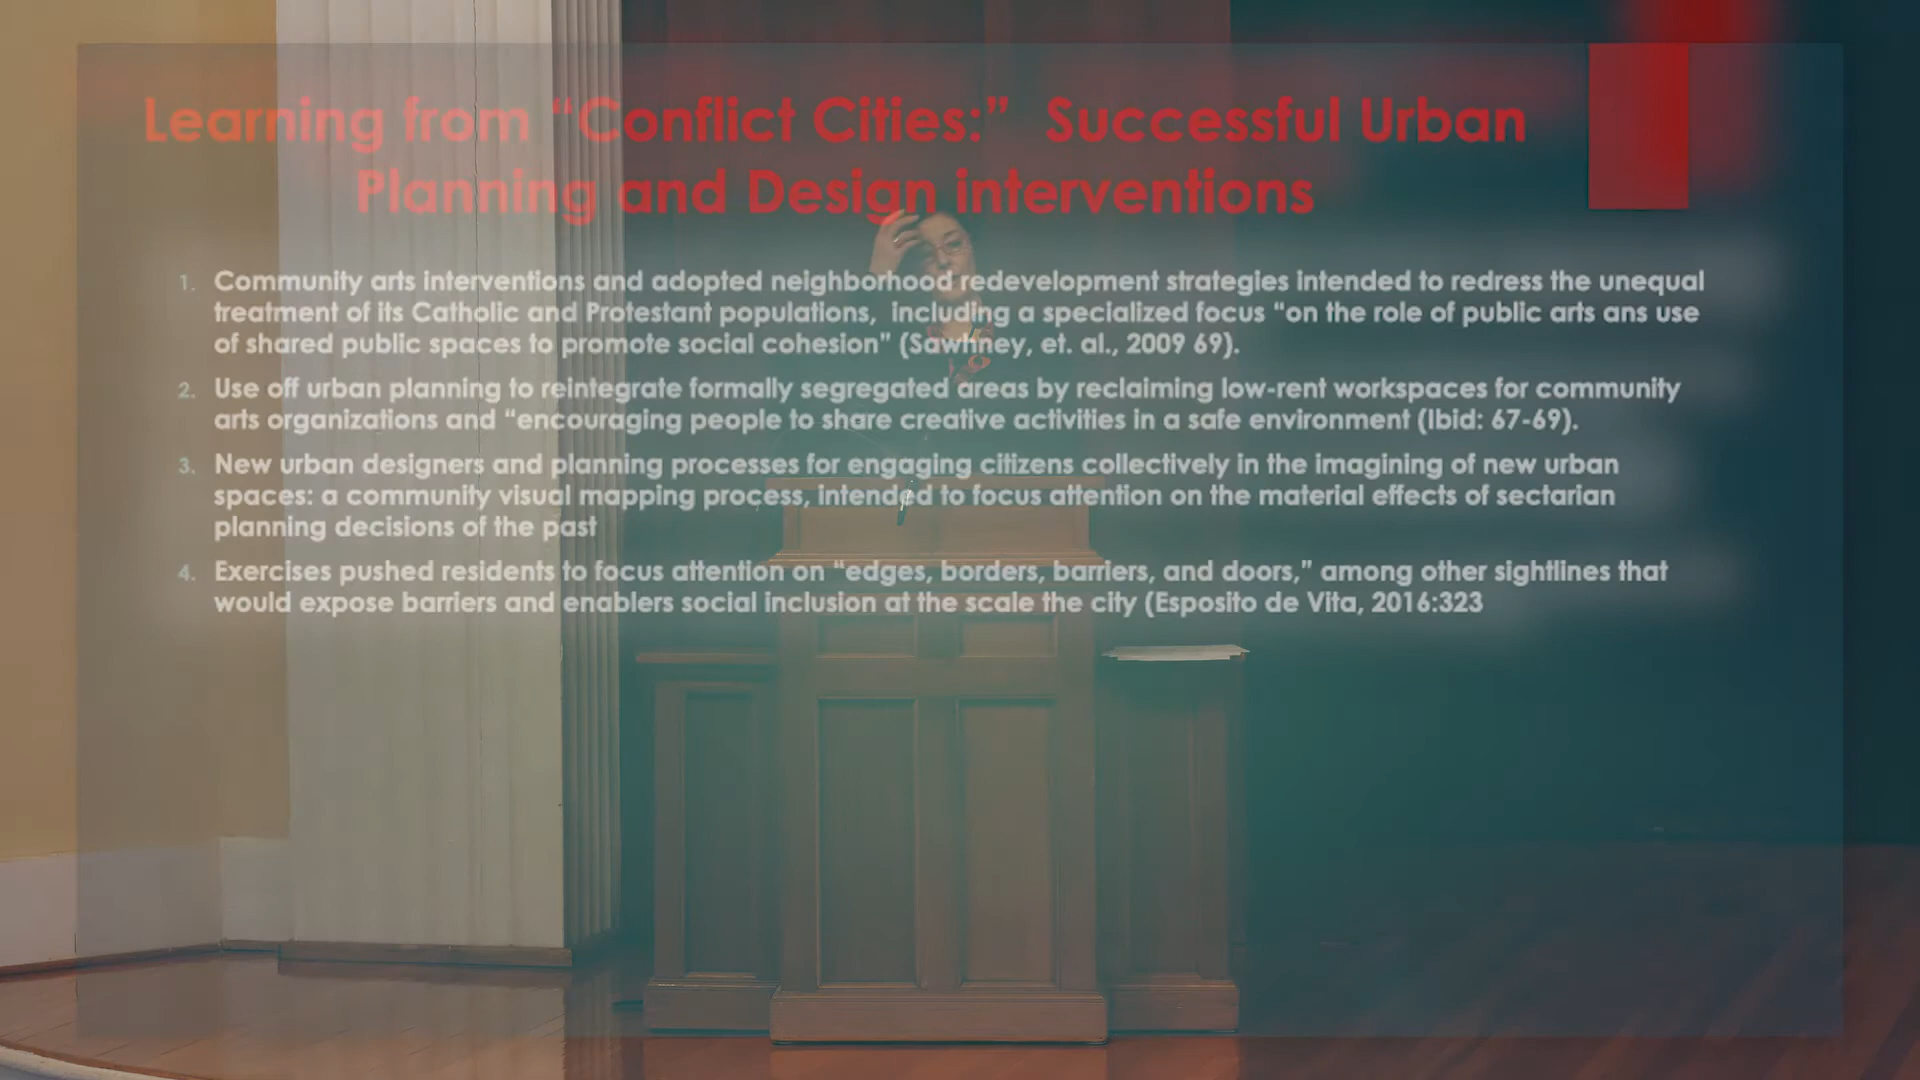 Learning from “Conflict Cities:” Successful Urban
Planning and Design interventions
1. Community arts interventions and adopted neighborhood redevelopment strategies intended to redress the unequal
treatment of its Catholic and Protestant populations, including a specialized focus “on the role of public arts ans use
of shared public spaces to promote social cohesion” (Sawhney, et. al., 2009 69).
2. Use off urban planning to reintegrate formally segregated areas by reclaiming low-rent workspaces for community
arts organizations and “encouraging people to share creative activities in a safe environment (Ibid: 67-69).
3. New urban designers and planning processes for engaging citizens collectively in the imagining of new urban
spaces: a community visual mapping process, intended to focus attention on the material effects of sectarian
planning decisions of the past
4. Exercises pushed residents to focus attention on “edges, borders, barriers, and doors,” among other sightlines that
would expose barriers and enablers social inclusion at the scale the city (Esposito de Vita, 2016:323